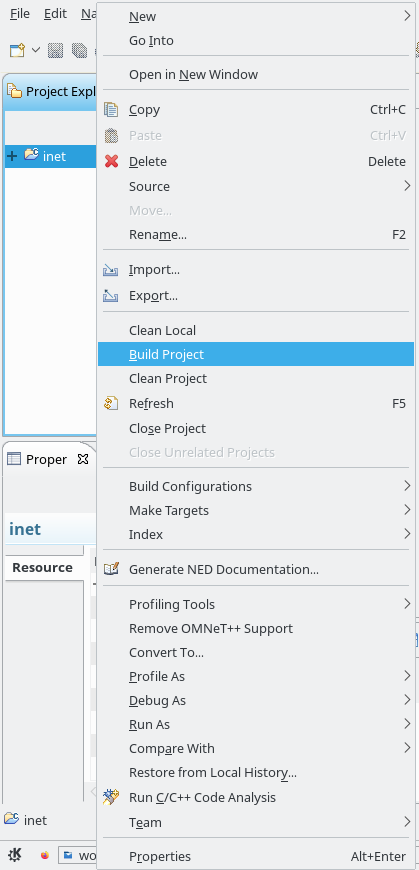 File Edit Na
New
Go Into
Open in New Window
Project Expl
Copy Ctrl+C
Paste Ctrl+V
inet
Delete Delete
Source
Move...
Rename... F2
Import...
Export...
Clean Local
Build Project
Clean Project
Refresh F5
Close Project
Close Unrelated Projects
Proper
Build Configurations
Make Targets
Index
inet
Resource
Generate NED Documentation...
Profiling Tools
Remove OMNeT++ Support
Convert To...
Profile As
Debug As
Run As
Compare With
Restore from Local History...
Run C/C++ Code Analysis
inet
Team
wo
Properties Alt+Enter